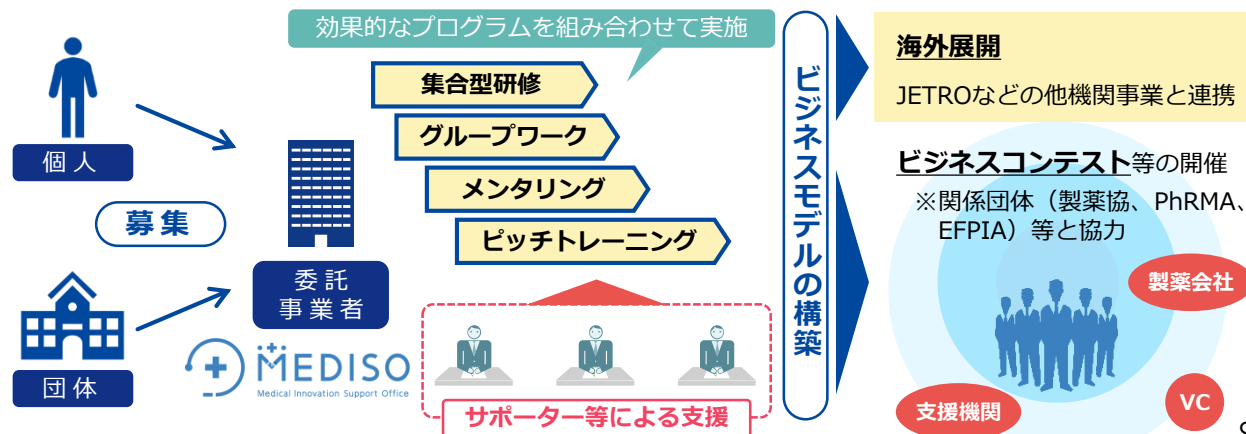 効果的なプログラムを組み合わせて実施
個人
募集
団体
委託
事業者
MEDISO
Medical Innovation Support Office
集合型研修
グループワーク
メンタリング
ピッチトレーニング
サポーター等による支援
ビジネスモデルの構築
海外展開
JETROなどの他機関事業と連携
ビジネスコンテスト等の開催
※関係団体（製薬協、PhRMA、
EFPIA）等と協力
製薬会社
支援機関
VC